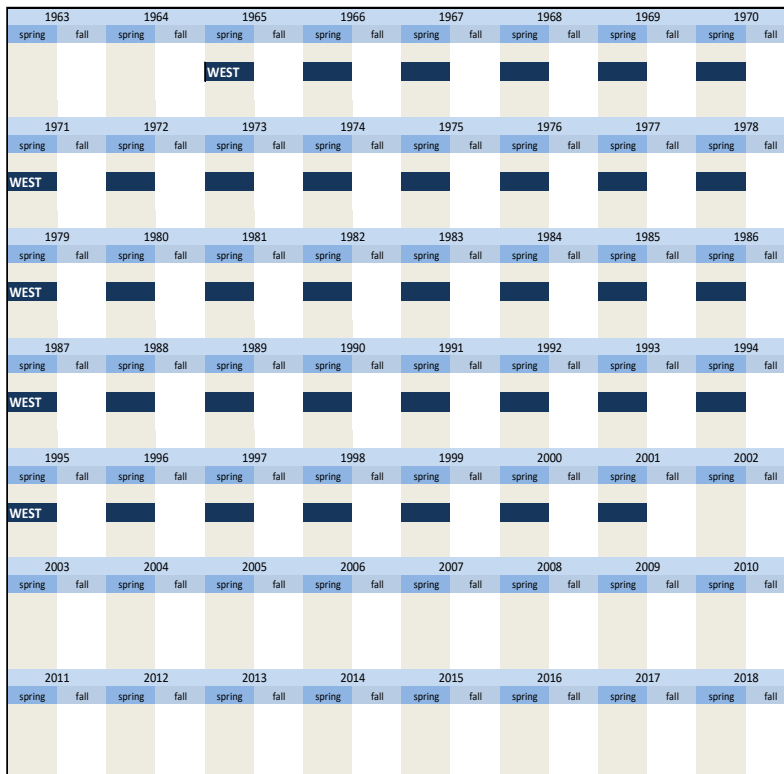 1963 1964 1965 1966 1967 1968 1969 1970
spring fall spring fall spring fall spring fall spring fall spring fall spring fall spring fall
WEST
1971 1972 1973 1974 1975 1976 1977 1978
spring fall spring fall spring fall spring fall spring fall spring fall spring fall spring fall
WEST
1979 1980 1981 1982 1983 1984 1985 1986
spring fall spring fall spring fall spring fall spring fall spring fall spring fall spring fall
WEST
1987 1988 1989 1990 1991 1992 1993 1994
spring fall spring fall spring fall spring fall spring fall spring fall spring fall spring fall
WEST
1995 1996 1997 1998 1999 2000 2001 2002
spring fall spring fall spring fall spring fall spring fall spring fall spring fall spring fall
WEST
2003 2004 2005 2006 2007 2008 2009 2010
spring fall spring fall spring fall spring fall spring fall spring fall spring fall spring fall
2011 2012 2013 2014 2015 2016 2017 2018
spring fall spring fall spring fall spring fall spring fall spring fall spring fall spring fall